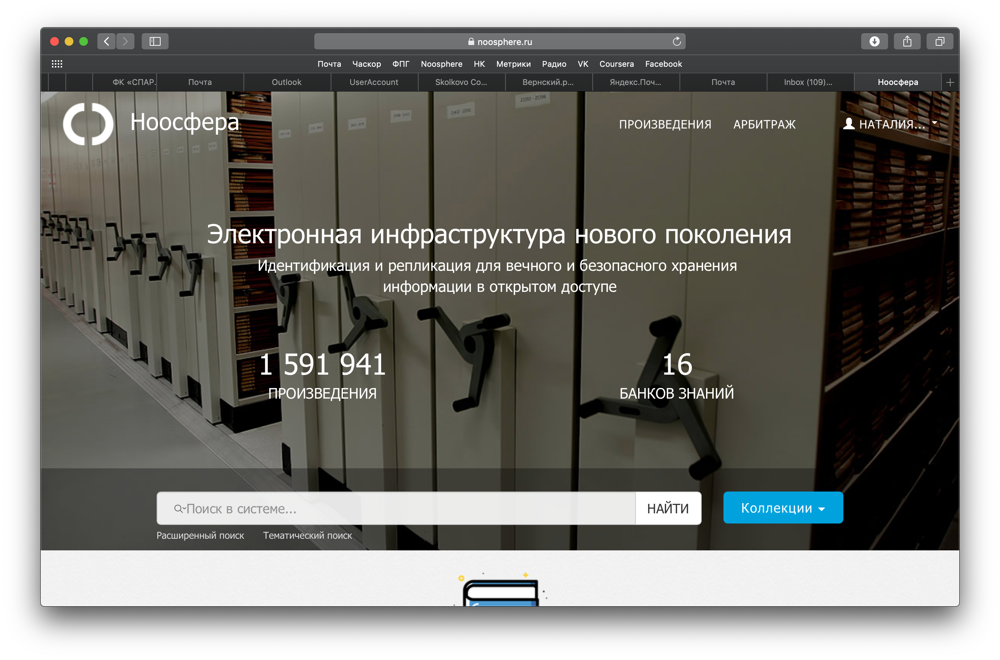 noosphere.ru
Почта Часкор ФПГ Noosphere НК Метрики Радио VK Coursera Facebook
ФК «СПАР. Почта Outlook UserAccount Skolkovo Co... Вернский.р... Яндекс.Поч... Почта Inbox (109)... Ноосфера
23393 - 25396
Ноосфера
ПРОИЗВЕДЕНИЯ АРБИТРАЖ НАТАЛИЯ...
Электронная инфраструктура нового поколения
Идентификация и репликация для вечного и безопасного хранения
информации в открытом доступе
1 591 941 16
ПРОИЗВЕДЕНИЯ БАНКОВ ЗНАНИЙ
Поиск в системе... НАЙТИ Коллекции
Расширенный поиск Тематический поиск